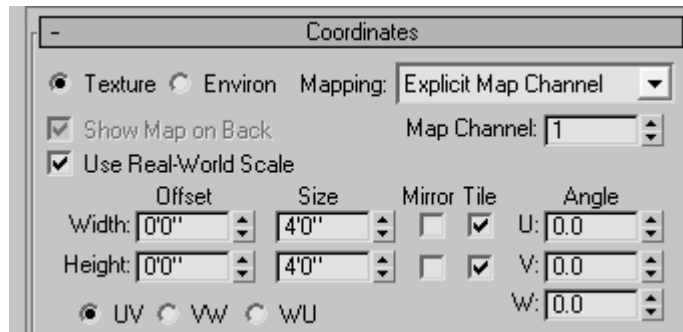 - Coordinates
Texture Environ Mapping: Explicit Map Channel
Show Map on Back Map Channel: 1
Use Real-World Scale
Offset Size Mirror Tile Angle
Width: 0'0" 4'0" U: 0.0
Height: 0'0" 4'0" V: 0.0
UV VW WU W: 0.0